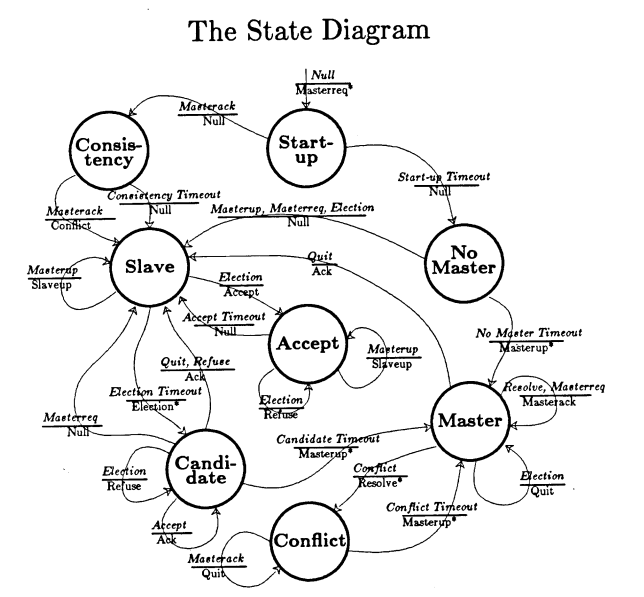 The State Diagram
Null
Masterreq*
Masterack
Null
Start-
up
Consis-
tency
Start-up Timeout
Null
Consistency Timeout
Null
Masterack
Conflict
Masterup, Masterreq, Election
Null
No
Master
Slave
Masterup
Slaveup
Quit
Ack
Election
Accept
Accept Timeout
Null
Accept
Masterup
Slaveup
No Master Timeout
Masterup*
Quit, Refuse
Ack
Election Timeout
Election*
Election
Refuse
Resolve, Masterreq
Masterack
Master
Masterreq
Null
Candidate Timeout
Masterup*
Candi-
date
Election
Refuse
Conflict
Resolve*
Election
Quit
Accept
Ack
Conflict Timeout
Masterup*
Conflict
Masterack
Quit